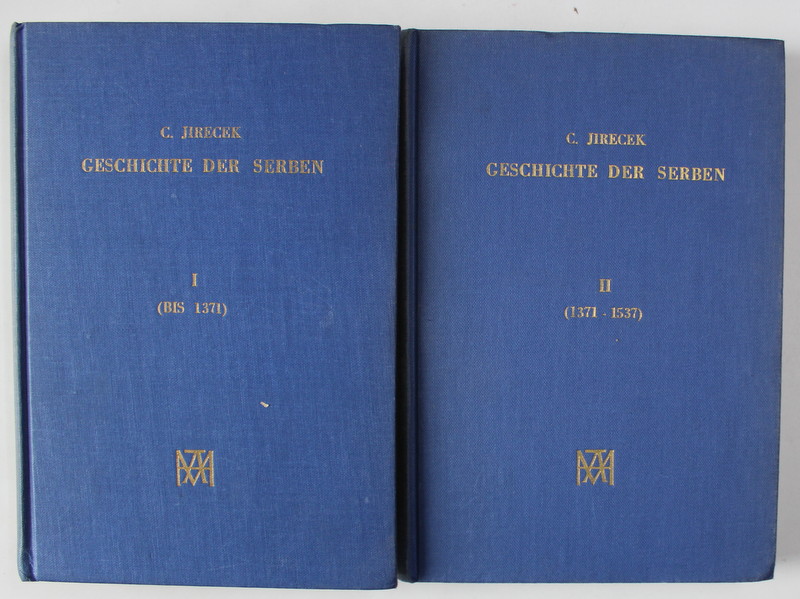 C. JIRECEK
GESCHICHTE DER SERBEN
I
(BIS 1371)
C. JIRECEK
GESCHICHTE DER SERBEN
II
(1371 - 1537)